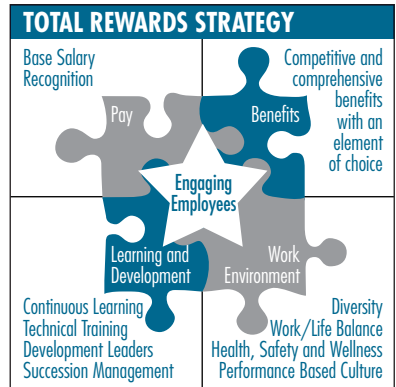 TOTAL REWARDS STRATEGY
Base Salary
Recognition
Pay
Competitive and
comprehensive
benefits
with an
element
of choice
Benefits
Engaging
Employees
Learning and
Development
Continuous Learning
Technical Training
Development Leaders
Succession Management
Work
Environment
Diversity
Work/Life Balance
Health, Safety and Wellness
Performance Based Culture